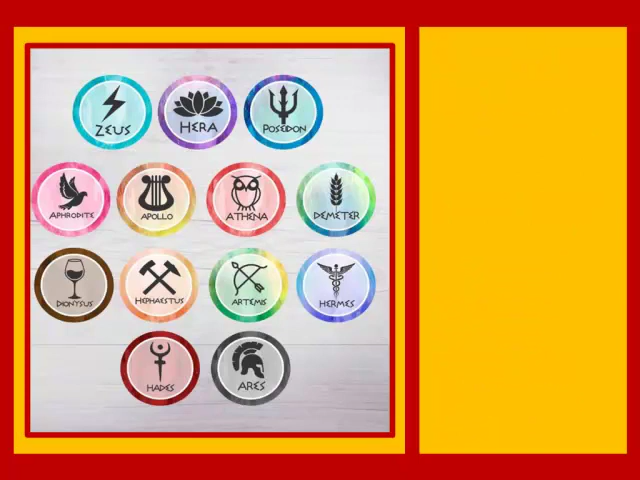 Zeus
Hera
Poseidon
Aphrodite
Apollo
Athena
Demeter
Dionysus
Hephaestus
Artemis
Hermes
Hades
Ares